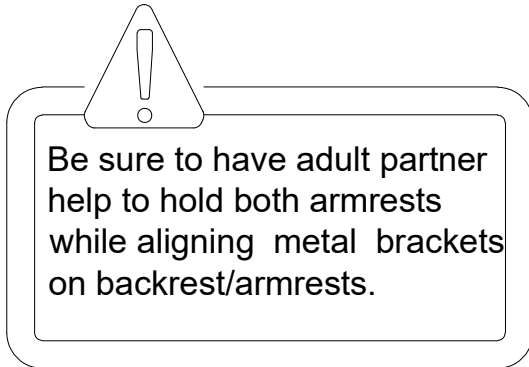 Be sure to have adult partner
help to hold both armrests
while aligning metal brackets
on backrest/armrests.